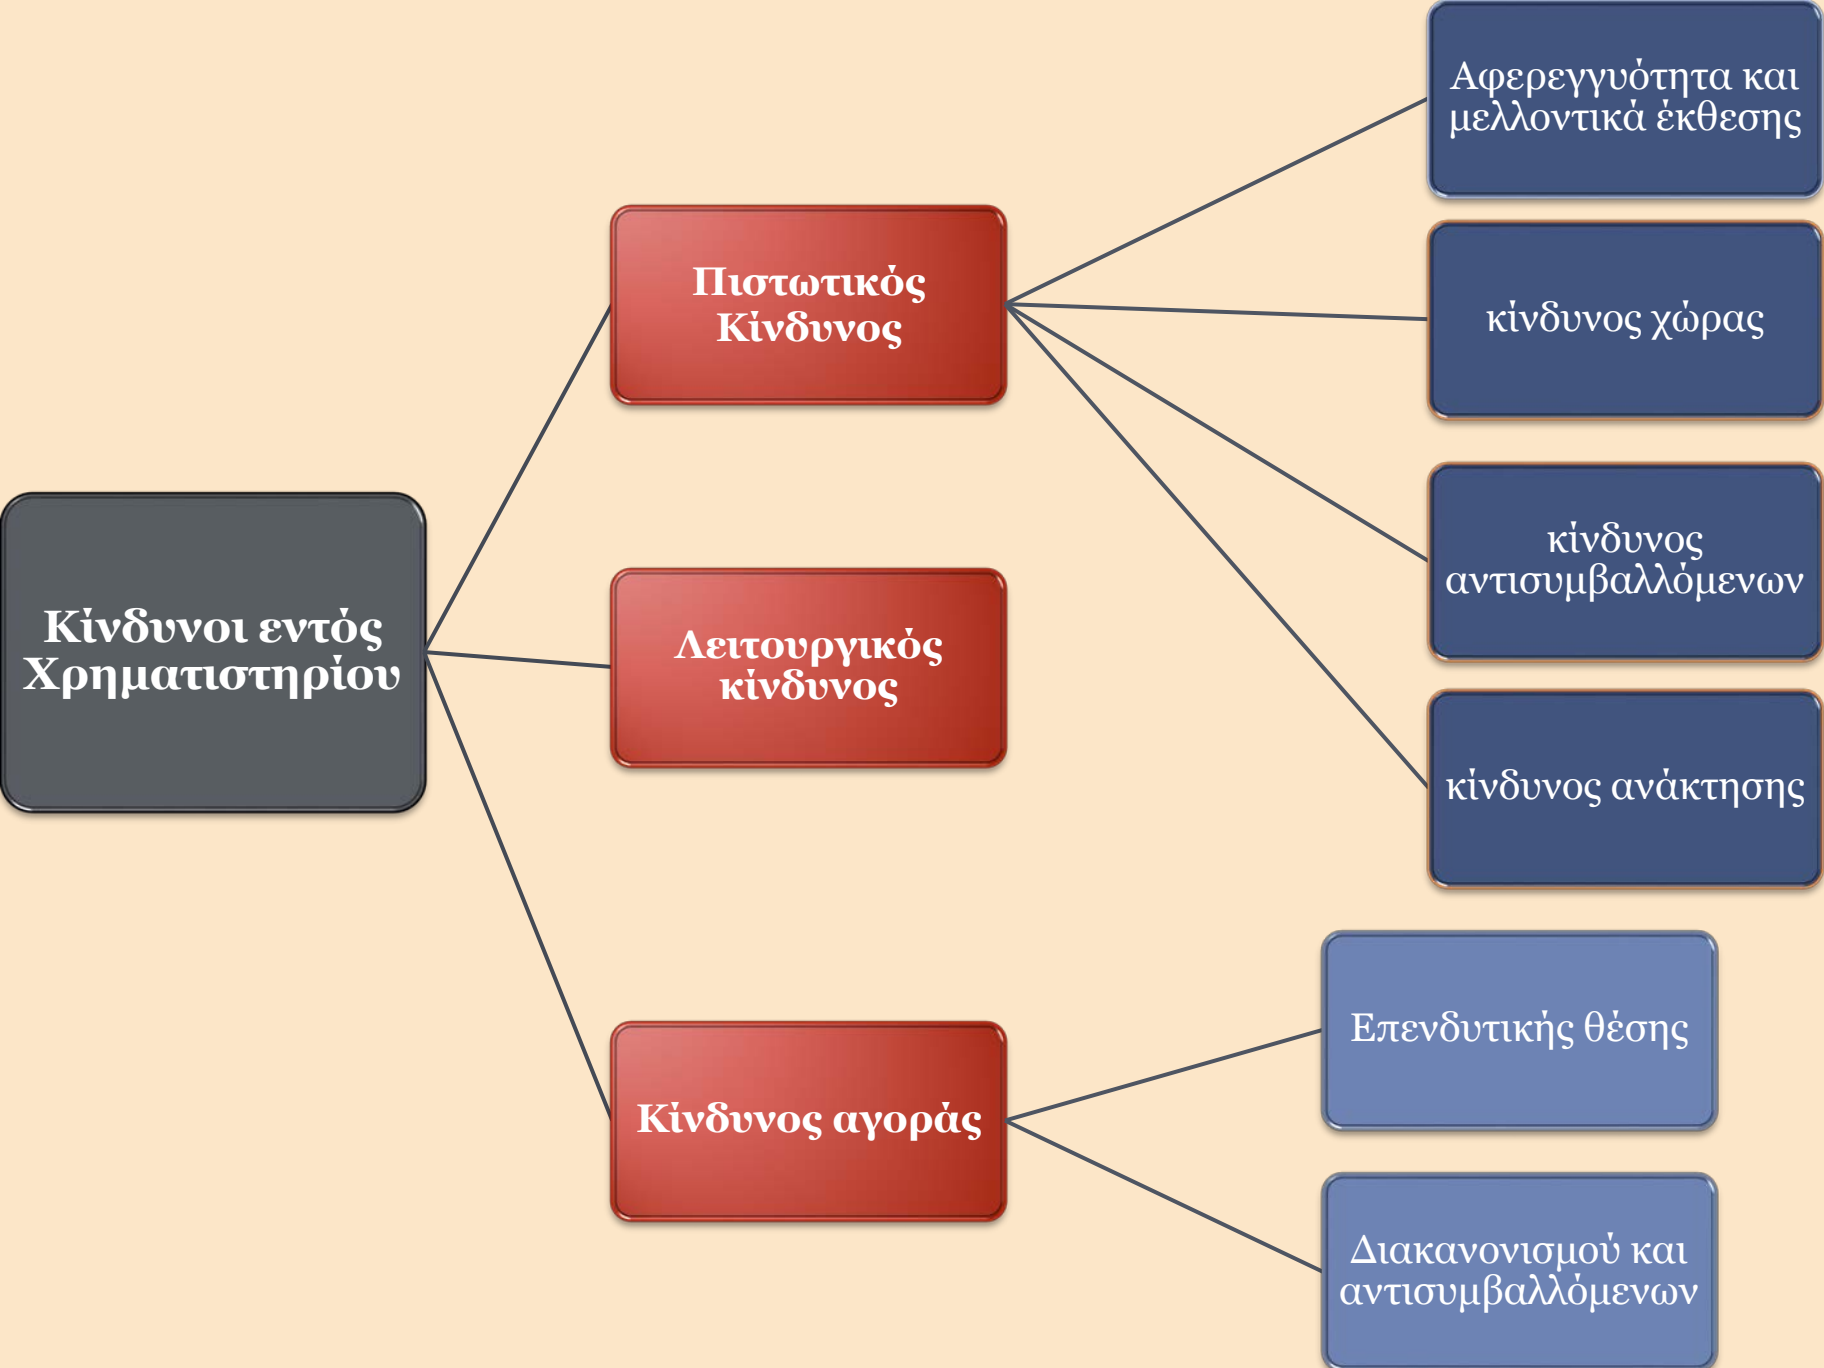 Κίνδυνοι εντός
Χρηματιστηρίου
Πιστωτικός
Κίνδυνος
Αφερεγγυότητα και
μελλοντικά έκθεσης
κίνδυνος χώρας
κίνδυνος
αντισυμβαλλόμενων
κίνδυνος ανάκτησης
Λειτουργικός
κίνδυνος
Κίνδυνος αγοράς
Επενδυτικής θέσης
Διακανονισμού και
αντισυμβαλλόμενων